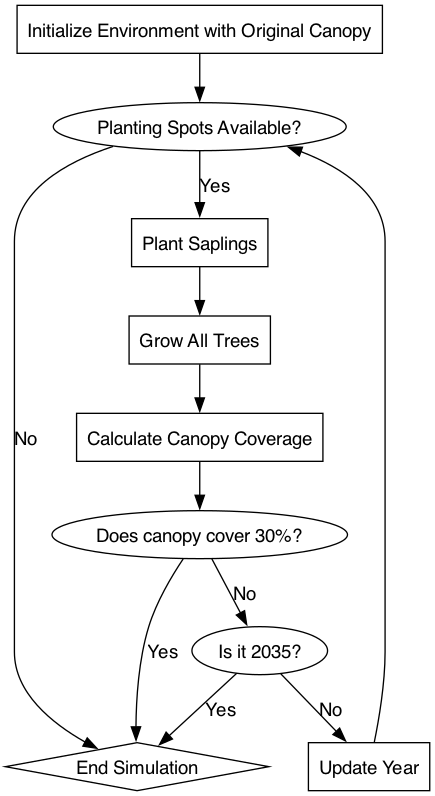 Initialize Environment with Original Canopy
Planting Spots Available?
Yes
Plant Saplings
Grow All Trees
No
Calculate Canopy Coverage
Does canopy cover 30%?
No
Yes
Is it 2035?
Yes
No
End Simulation
Update Year